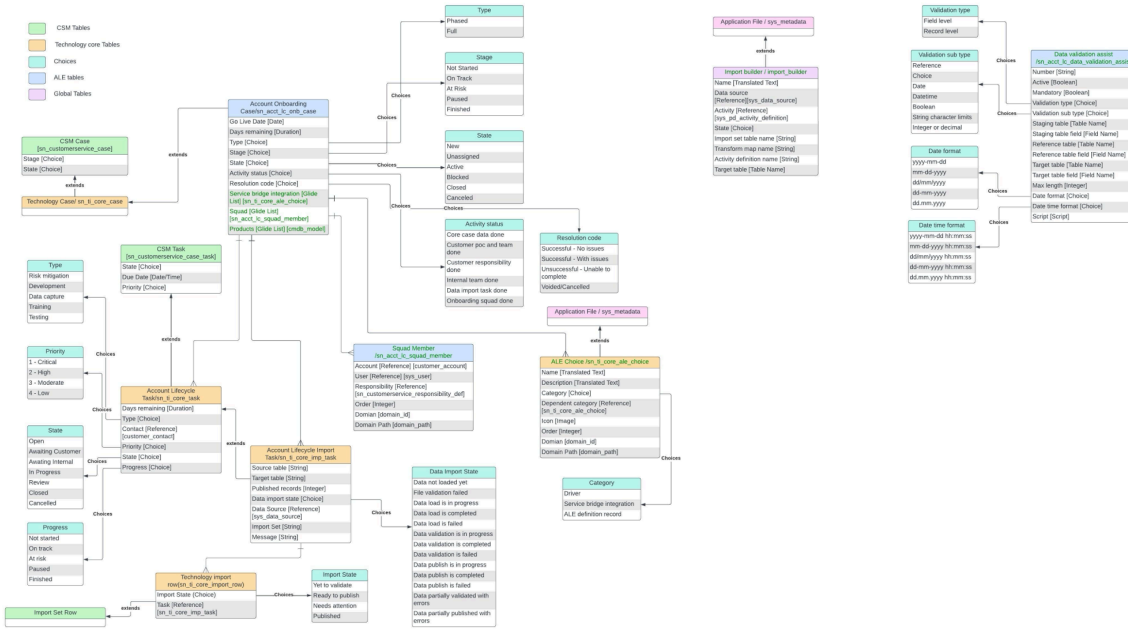 CSM Tables
Technology core Tables
Choices
ALE tables
Global Tables
Account Onboarding
Case/sn_acct_lc_onb_case
Go Live Date [Date]
Days remaining [Duration]
Type [Choice]
Stage [Choice]
State [Choice]
Activity status [Choice]
Resolution code [Choice]
Service bridge integration [Glide
List] [sn_ti_core_ale_choice]
Squad [Glide List]
[sn_acct_lc_squad_member]
Products [Glide List] [cmdb_model]
CSM Case
[sn_customerservice_case]
Stage [Choice]
State [Choice]
extends
extends
Technology Case/ sn_ti_core_case
Type
Phased
Full
Stage
Not Started
On Track
At Risk
Paused
Finished
Choices
State
New
Unassigned
Active
Blocked
Closed
Canceled
Choices
Choices
Choices
Activity status
Core case data done
Customer poc and team
done
Customer responsibility
done
Internal team done
Data import task done
Onboarding squad done
Resolution code
Successful - No issues
Successful - With issues
Unsuccessful - Unable to
complete
Voided/Cancelled
CSM Task
[sn_customerservice_case_task]
State [Choice]
Due Date [Date/Time]
Priority [Choice]
extends
Type
Risk mitigation
Development
Data capture
Training
Testing
Choices
Priority
1 - Critical
2 - High
3 - Moderate
4 - Low
Choices
State
Open
Awaiting Customer
Awating Internal
In Progress
Review
Closed
Cancelled
Choices
Progress
Not started
On track
At risk
Paused
Finished
Account Lifecycle
Task/sn_ti_core_task
Days remaining [Duration]
Type [Choice]
Contact [Reference]
[customer_contact]
Priority [Choice]
State [Choice]
Progress [Choice]
extends
Account Lifecycle Import
Task/sn_ti_core_imp_task
Source table [String]
Target table [String]
Published records [Integer]
Data import state [Choice]
Data Source [Reference]
[sys_data_source]
Import Set [String]
Message [String]
Choices
Data Import State
Data not loaded yet
File validation failed
Data load is in progress
Data load is completed
Data load is failed
Data validation is in progress
Data validation is completed
Data validation is failed
Data publish is in progress
Data publish is completed
Data publish is failed
Data partially validated with
errors
Data partially published with
errors
Technology import
row(sn_ti_core_import_row)
Import State (Choice)
Task [Reference]
[sn_ti_core_imp_task]
Choices
extends
Import Set Row
Import State
Yet to validate
Ready to publish
Needs attention
Published
Squad Member
/sn_acct_lc_squad_member
Account [Reference] [customer_account]
User [Reference] [sys_user]
Responsibility [Reference]
[sn_customerservice_responsibility_def]
Order [Integer]
Domian [domain_id]
Domain Path [domain_path]
Application File / sys_metadata
extends
ALE Choice /sn_ti_core_ale_choice
Name [Translated Text]
Description [Translated Text]
Category [Choice]
Dependent category [Reference]
[sn_ti_core_ale_choice]
Icon [Image]
Order [Integer]
Domian [domain_id]
Domain Path [domain_path]
Choices
Category
Driver
Service bridge integration
ALE definition record
Application File / sys_metadata
extends
Import builder / import_builder
Name [Translated Text]
Data source
[Reference][sys_data_source]
Activity [Reference]
[sys_pd_activity_definition]
State [Choice]
Import set table name [String]
Transform map name [String]
Activity definition name [String]
Target table [Table Name]
Validation type
Field level
Record level
Choices
Validation sub type
Reference
Choice
Date
Datetime
Boolean
String character limits
Integer or decimal
Choices
Date format
yyyy-mm-dd
mm-dd-yyyy
dd/mm/yyyy
dd-mm-yyyy
dd.mm.yyyy
Choices
Date time format
yyyy-mm-dd hh:mm:ss
mm-dd-yyyy hh:mm:ss
dd/mm/yyyy hh:mm:ss
dd-mm-yyyy hh:mm:ss
dd.mm.yyyy hh:mm:ss
Choices
Data validation assist
/sn_acct_lc_data_validation_assist
Number [String]
Active [Boolean]
Mandatory [Boolean]
Validation type [Choice]
Validation sub type [Choice]
Staging table [Table Name]
Staging table field [Field Name]
Reference table [Table Name]
Reference table field [Field Name]
Target table [Table Name]
Target table field [Field Name]
Max length [Integer]
Date format [Choice]
Date time format [Choice]
Script [Script]